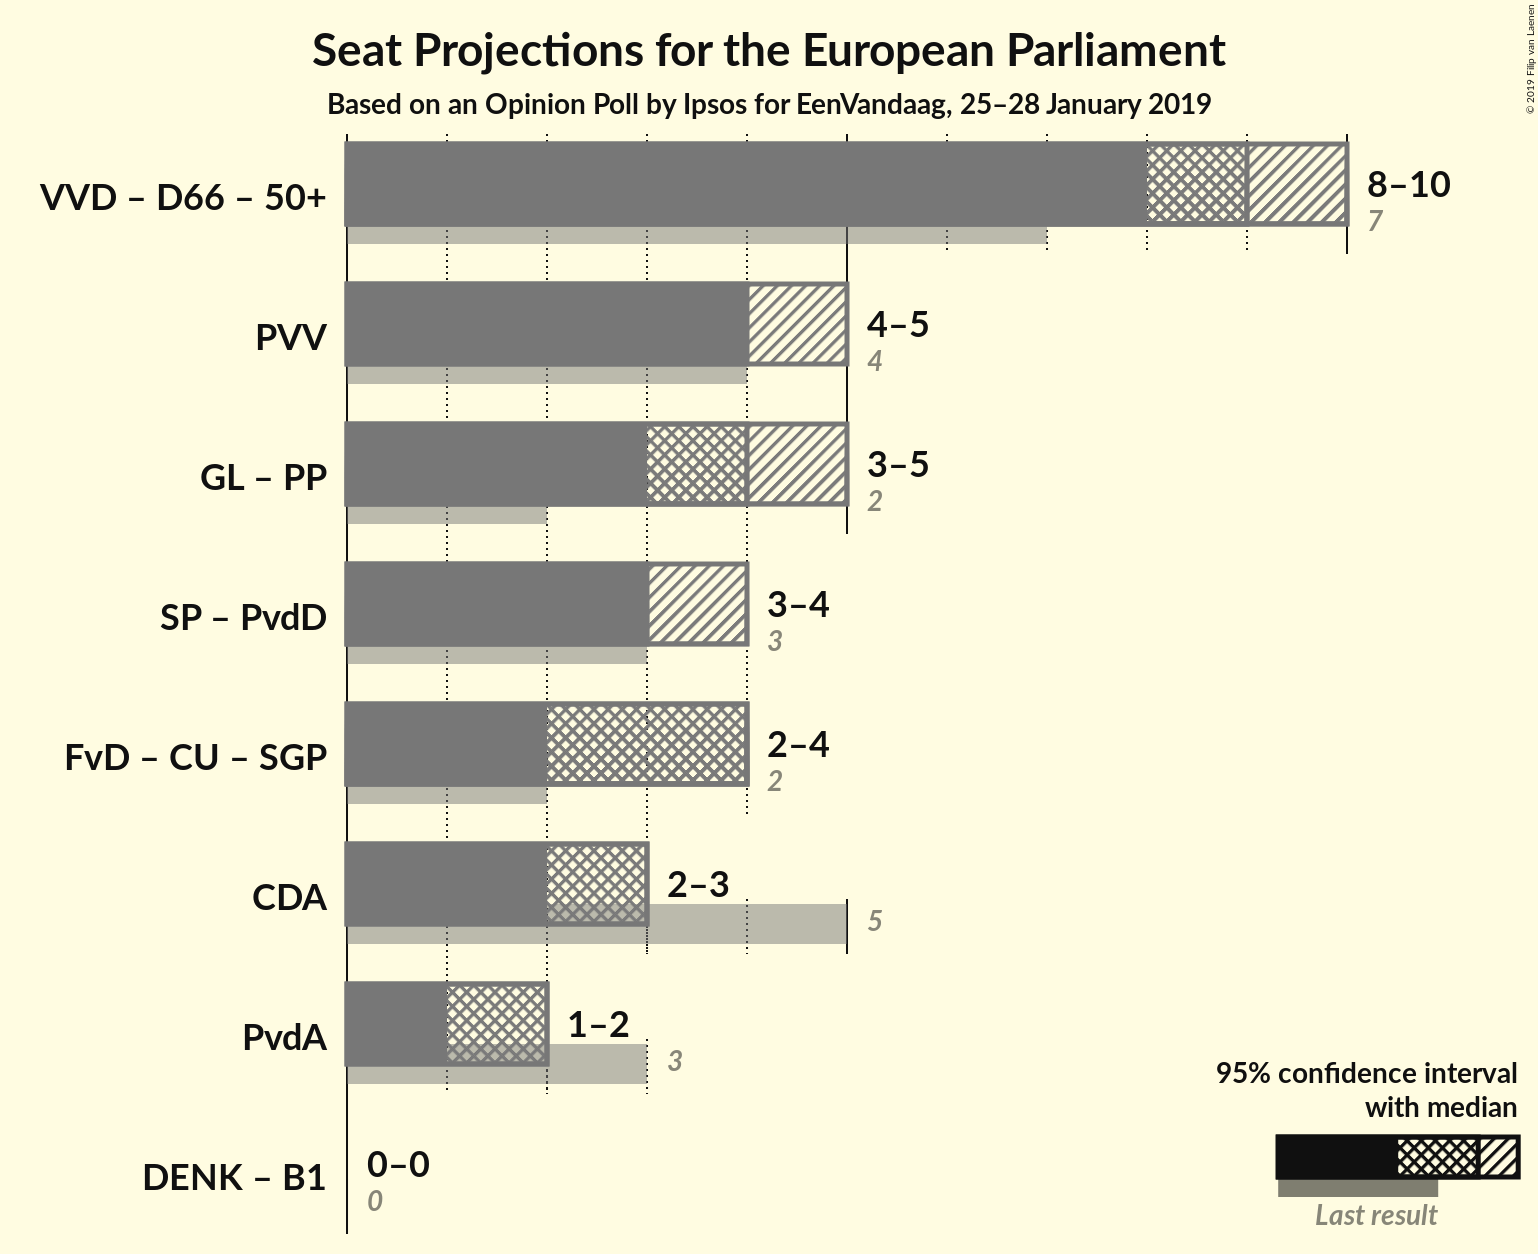 Seat Projections for the European Parliament
Based on an Opinion Poll by Ipsos for EenVandaag, 25–28 January 2019
© 2019 Filip van Laenen
VVD – D66 – 50+
8–10
7
PVV
4–5
4
GL – PP
3–5
2
SP – PvdD
3–4
3
FvD – CU – SGP
2–4
2
CDA
2–3
5
PvdA
1–2
3
DENK – B1
0–0
0
95% confidence interval
with median
Last result